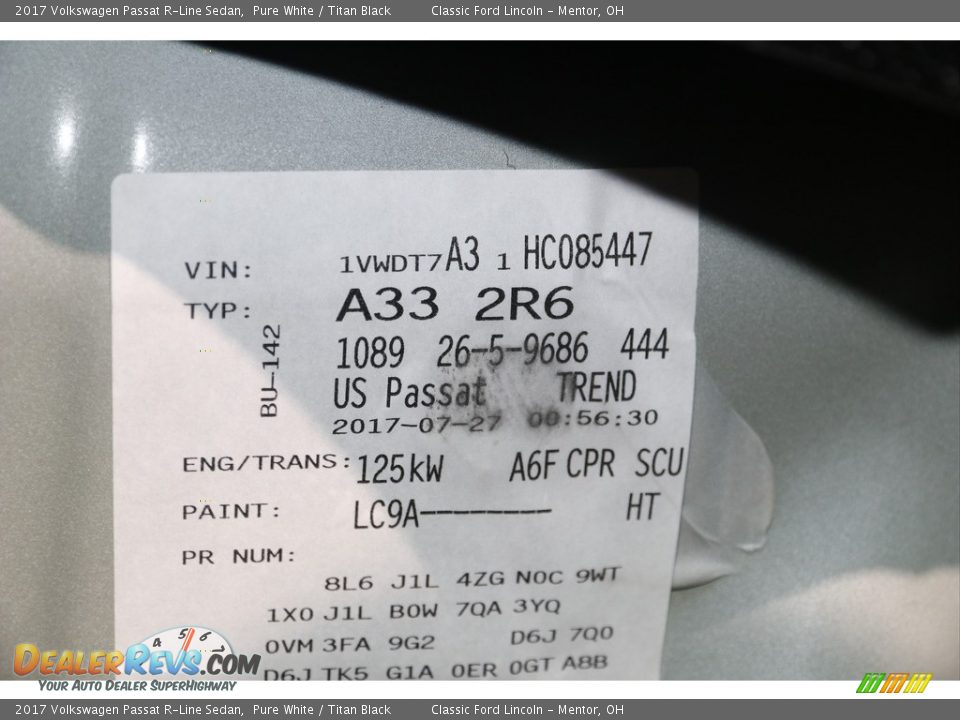 2017 Volkswagen Passat R-Line Sedan, Pure White / Titan Black Classic Ford Lincoln - Mentor, OH
VIN: 1VWDT7A3 1 HC085447
TYP: A33 2R6
BU-142
1089 26-5-9686 444
US Passat TREND
2017-07-27 00:56:30
ENG/TRANS: 125kW A6F CPR SCU
PAINT: LC9A-------- HT
PR NUM:
8L6 J1L 4ZG N0C 9WT
1X0 J1L B0W 7QA 3YQ
0VM 3FA 9G2 D6J 7Q0
D6J TK5 G1A 0ER 0GT A8B
4 5 6
DealerRevs.com
Your Auto Dealer SuperHighway
2017 Volkswagen Passat R-Line Sedan, Pure White / Titan Black Classic Ford Lincoln - Mentor, OH